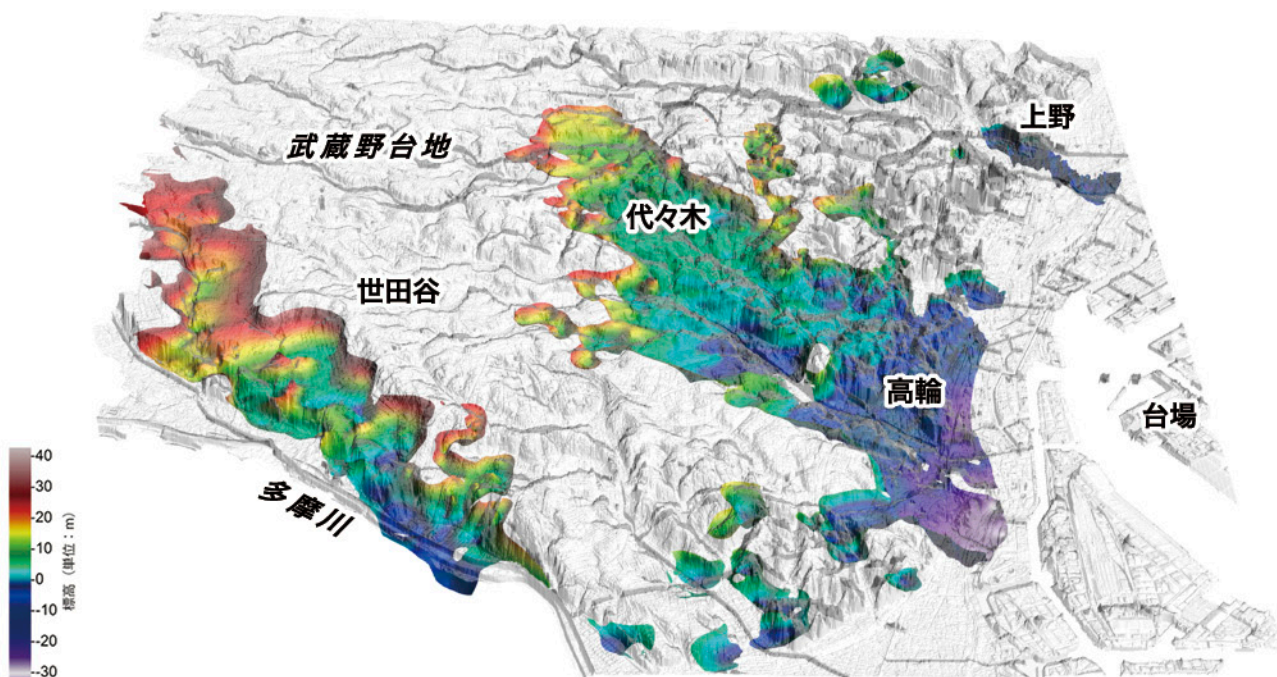 上野
武蔵野台地
代々木
世田谷
高輪
台場
多摩川
40
30
20
10
0
-10
-20
-30
標高（単位：m）